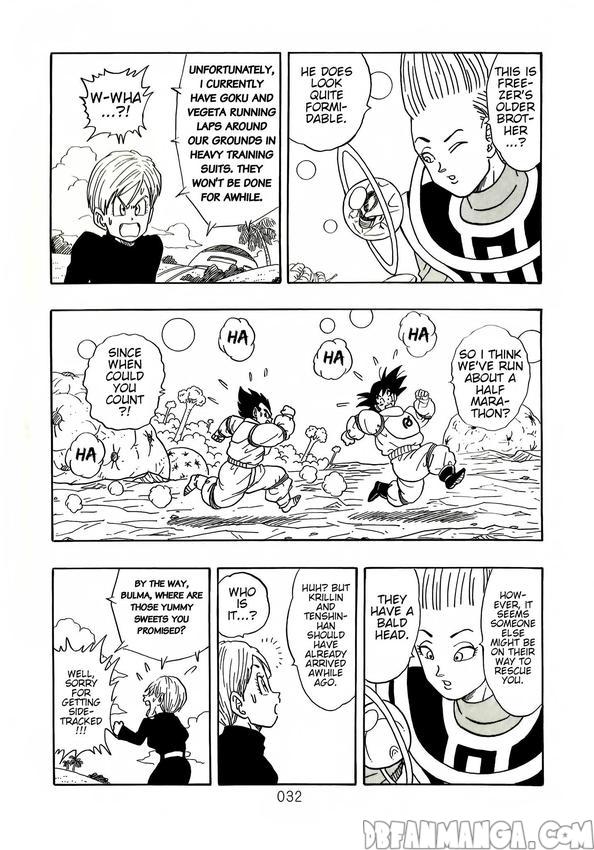 THIS IS
FREE-
ZER'S
OLDER
BROT-
HER
...?
HE DOES
LOOK
QUITE
FORMI-
DABLE.
UNFORTUNATELY,
I CURRENTLY
HAVE GOKU AND
VEGETA RUNNING
LAPS AROUND
OUR GROUNDS IN
HEAVY TRAINING
SUITS. THEY
WON'T BE DONE
FOR AWHILE.
W-WHA
...?!
SO I THINK
WE'VE RUN
ABOUT A
HALF
MARA-
THON?
HA
HA
HA
SINCE
WHEN
COULD
YOU
COUNT
?!
HA
HOW-
EVER, IT
SEEMS
SOMEONE
ELSE
MIGHT BE
ON THEIR
WAY TO
RESCUE
YOU.
THEY
HAVE A
BALD
HEAD.
HUH? BUT
KRILLIN
AND
TENSHIN-
HAN
SHOULD
HAVE
ALREADY
ARRIVED
AWHILE
AGO.
WHO
IS
IT...?
BY THE WAY,
BULMA, WHERE ARE
THOSE YUMMY
SWEETS YOU
PROMISED?
WELL,
SORRY
FOR
GETTING
SIDE-
TRACKED
!!!
032
DBFANMANGA.COM